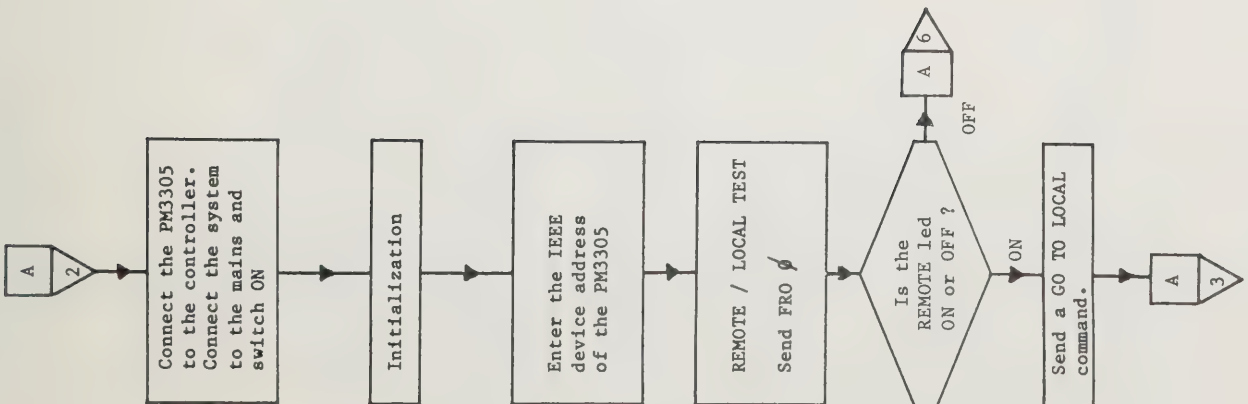 A
2
Connect the PM3305
to the controller.
Connect the system
to the mains and
switch ON
Initialization
Enter the IEEE
device address
of the PM3305
REMOTE / LOCAL TEST
Send FRO Ø
Is the
REMOTE led
ON or OFF ?
OFF
A
6
ON
Send a GO TO LOCAL
command.
A
3